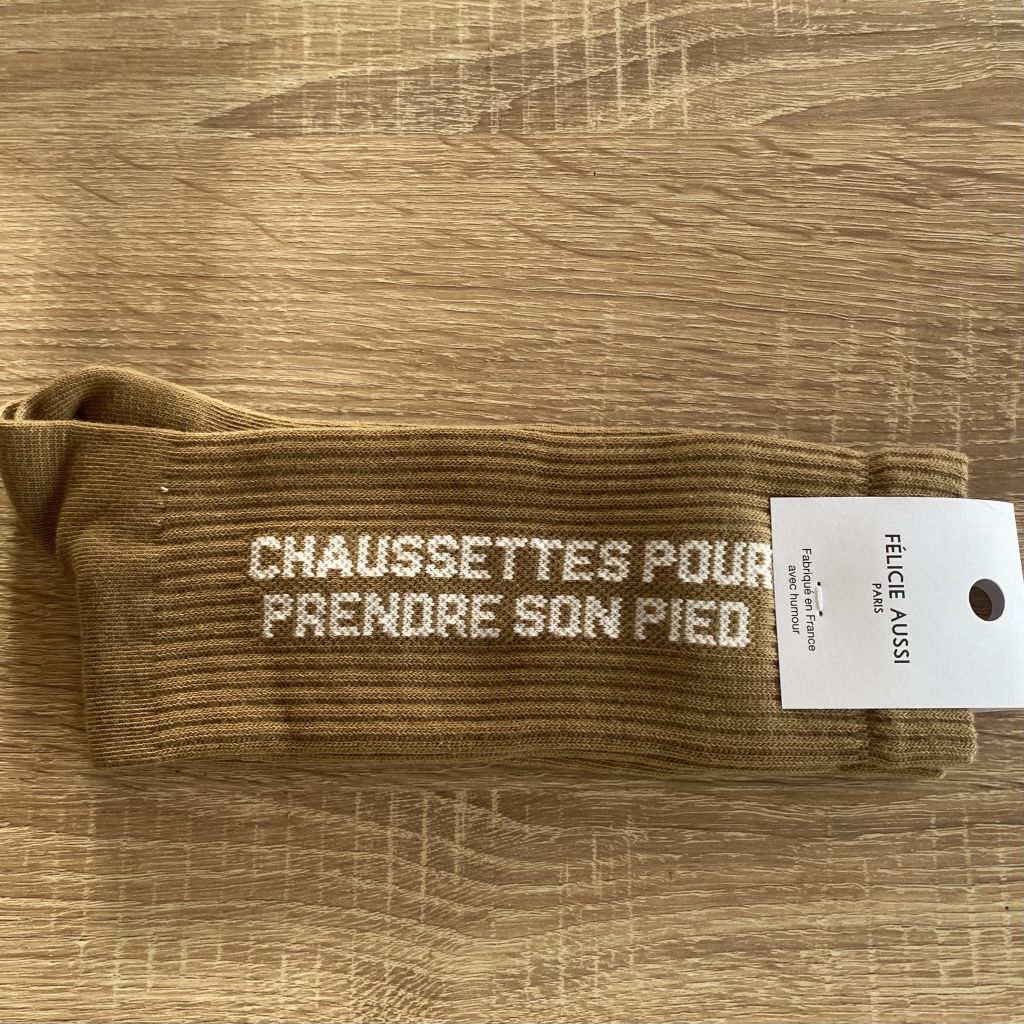 CHAUSSETTES POUR
PRENDRE SON PIED
FÉLICIE AUSSI
PARIS
Fabriqué en France
avec humour